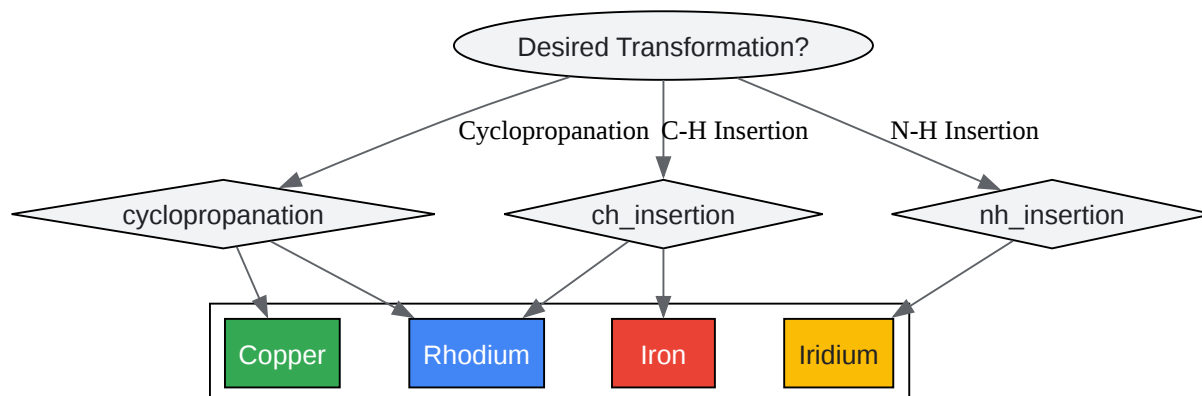 Desired Transformation?
Cyclopropanation
C-H Insertion
N-H Insertion
cyclopropanation
ch_insertion
nh_insertion
Copper
Rhodium
Iron
Iridium